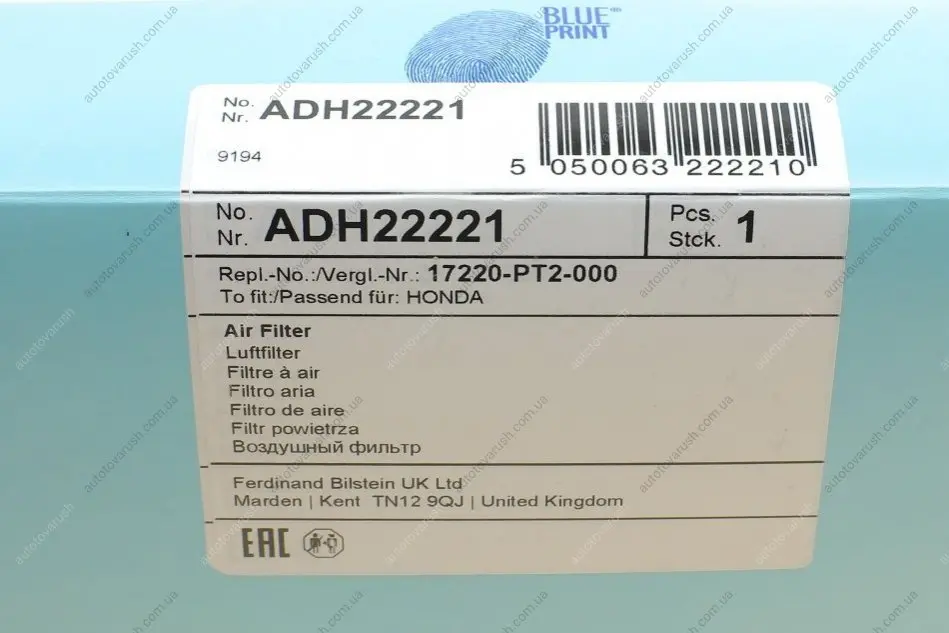 BLUE
PRINT
No.
Nr. ADH22221
9194
5 050063 222210
No.
Nr. ADH22221
Pcs.
Stck. 1
Repl.-No.:/Vergl.-Nr.: 17220-PT2-000
To fit:/Passend für: HONDA
Air Filter
Luftfilter
Filtre à air
Filtro aria
Filtro de aire
Filtr powietrza
Воздушный фильтр
Ferdinand Bilstein UK Ltd
Marden | Kent TN12 9QJ | United Kingdom
EAC
autotovarush.com.ua